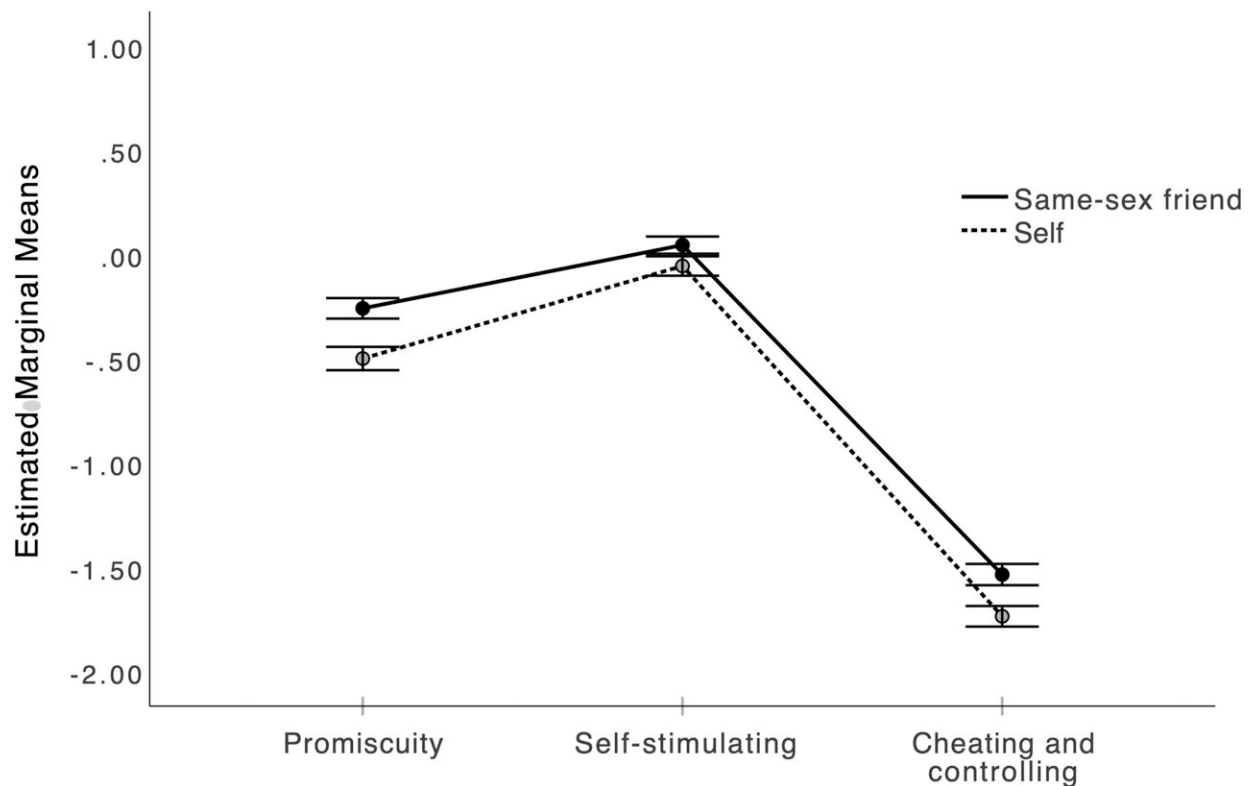 1.00
.50
.00
-.50
-1.00
-1.50
-2.00
Estimated Marginal Means
Same-sex friend
Self
Promiscuity
Self-stimulating
Cheating and
controlling